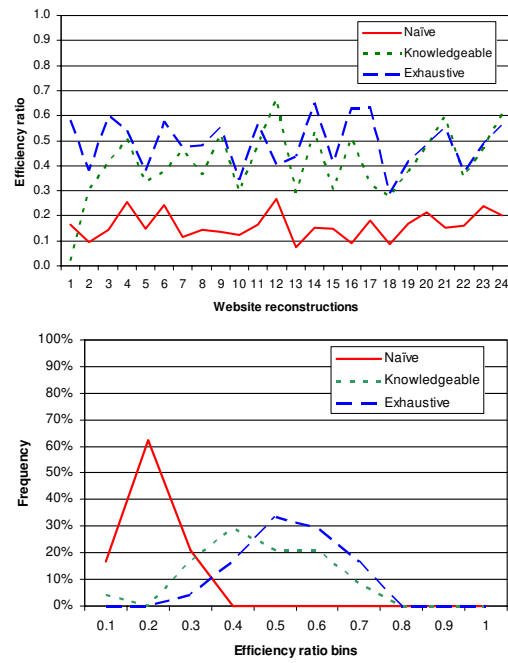 1.0
0.9
0.8
0.7
0.6
0.5
0.4
0.3
0.2
0.1
0.0
Efficiency ratio
Naïve
Knowledgeable
Exhaustive
1 2 3 4 5 6 7 8 9 10 11 12 13 14 15 16 17 18 19 20 21 22 23 24
Website reconstructions
100%
90%
80%
70%
60%
50%
40%
30%
20%
10%
0%
Frequency
Naïve
Knowledgeable
Exhaustive
0.1 0.2 0.3 0.4 0.5 0.6 0.7 0.8 0.9 1
Efficiency ratio bins